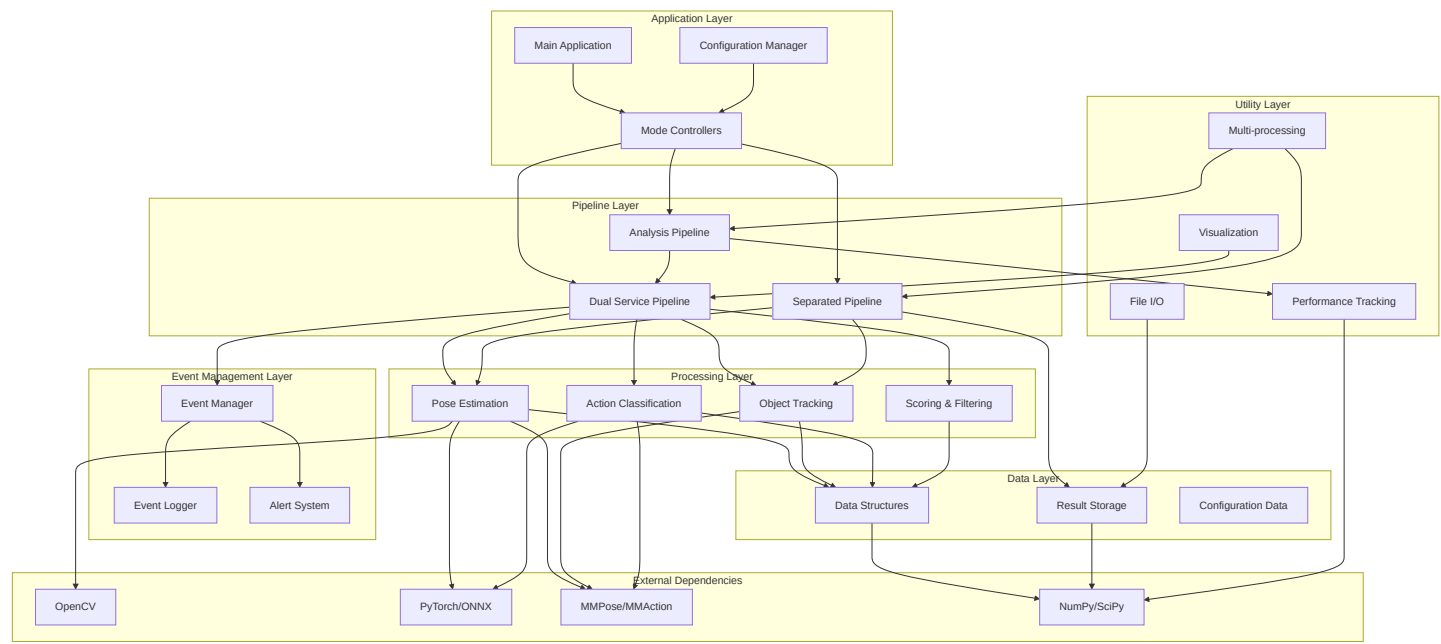 Application Layer
Main Application
Configuration Manager
Mode Controllers
Utility Layer
Multi-processing
Visualization
File I/O
Performance Tracking
Pipeline Layer
Analysis Pipeline
Dual Service Pipeline
Separated Pipeline
Event Management Layer
Event Manager
Event Logger
Alert System
Processing Layer
Pose Estimation
Action Classification
Object Tracking
Scoring & Filtering
Data Layer
Data Structures
Result Storage
Configuration Data
External Dependencies
OpenCV
PyTorch/ONNX
MMPose/MMAction
NumPy/SciPy